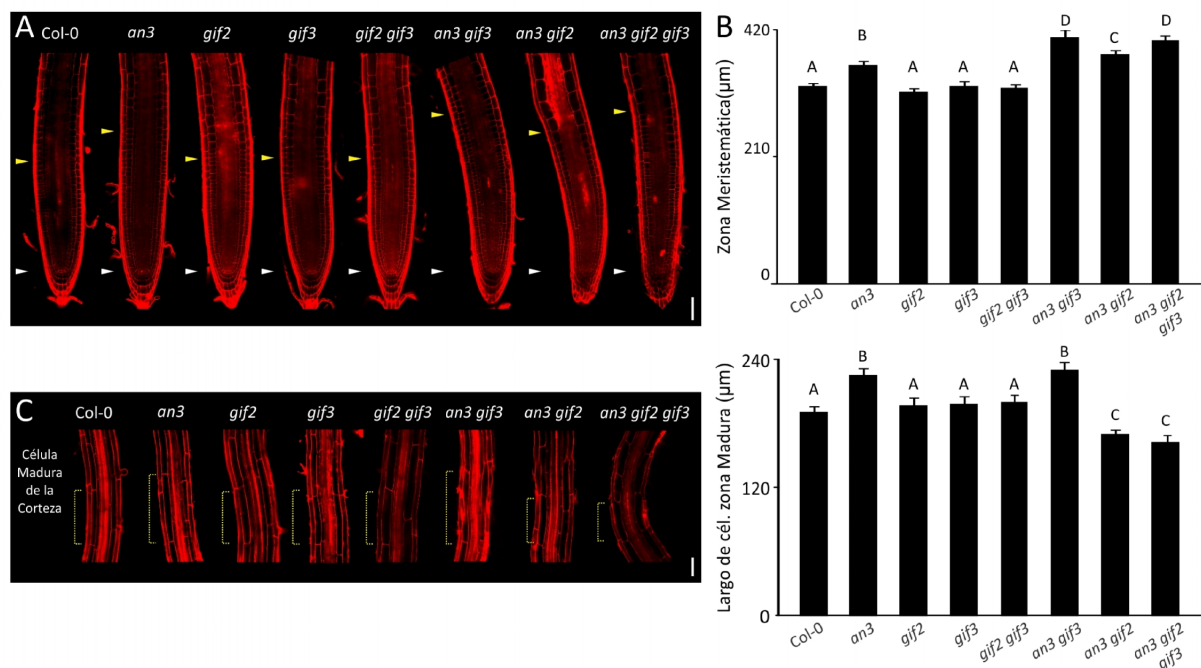 A
Col-0 an3 gif2 gif3 gif2 gif3 an3 gif3 an3 gif2 an3 gif2 gif3
B
420
210
0
Zona Meristemática(µm)
A B A A A D C D
Col-0 an3 gif2 gif3 gif2 gif3 an3 gif3 an3 gif2 an3 gif2
gif3
C
Col-0 an3 gif2 gif3 gif2 gif3 an3 gif3 an3 gif2 an3 gif2 gif3
Célula
Madura
de la
Corteza
240
120
0
Largo de cél. zona Madura (µm)
A B A A A B C C
Col-0 an3 gif2 gif3 gif2 gif3 an3 gif3 an3 gif2 an3 gif2
gif3